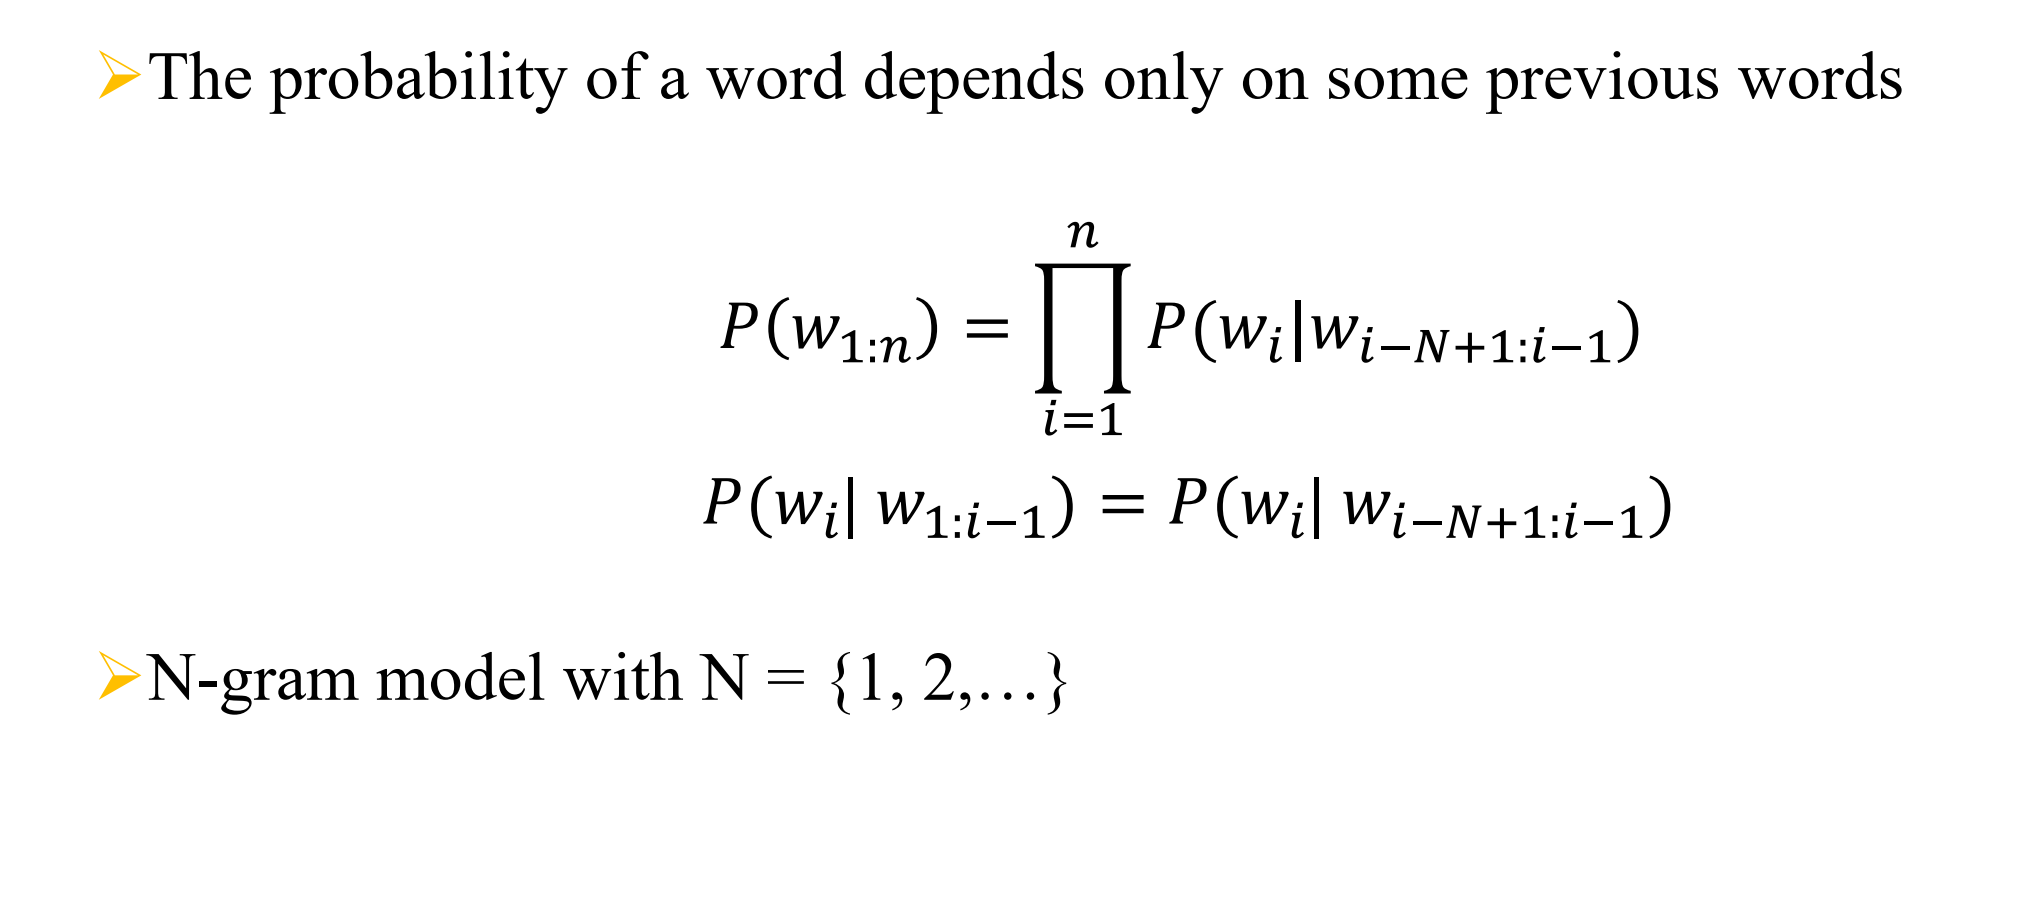 ➢The probability of a word depends only on some previous words
$P(w_{1:n}) = \prod_{i=1}^{n} P(w_i|w_{i-N+1:i-1})$
$P(w_i| w_{1:i-1}) = P(w_i| w_{i-N+1:i-1})$
➢N-gram model with N = {1, 2,…}